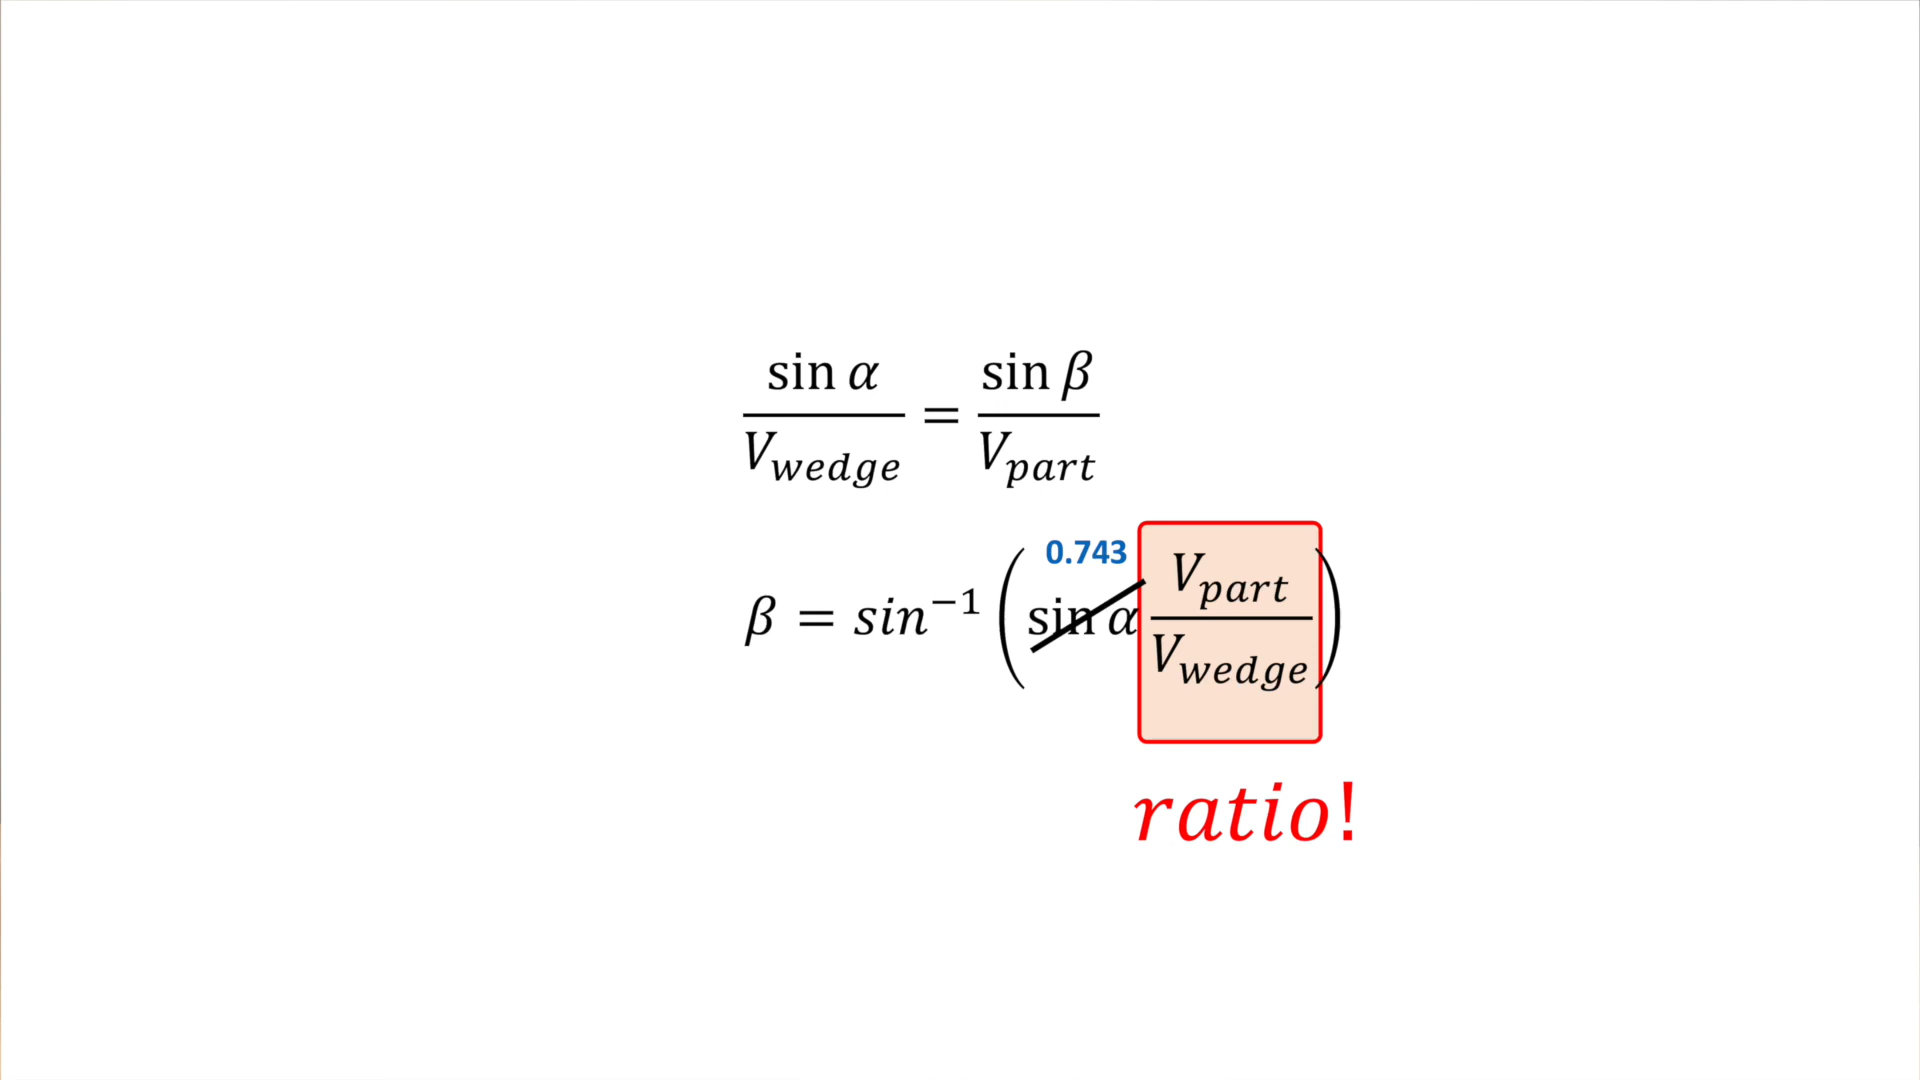 sin α / V_wedge = sin β / V_part
0.743
β = sin⁻¹ (sin α V_part / V_wedge)
ratio!